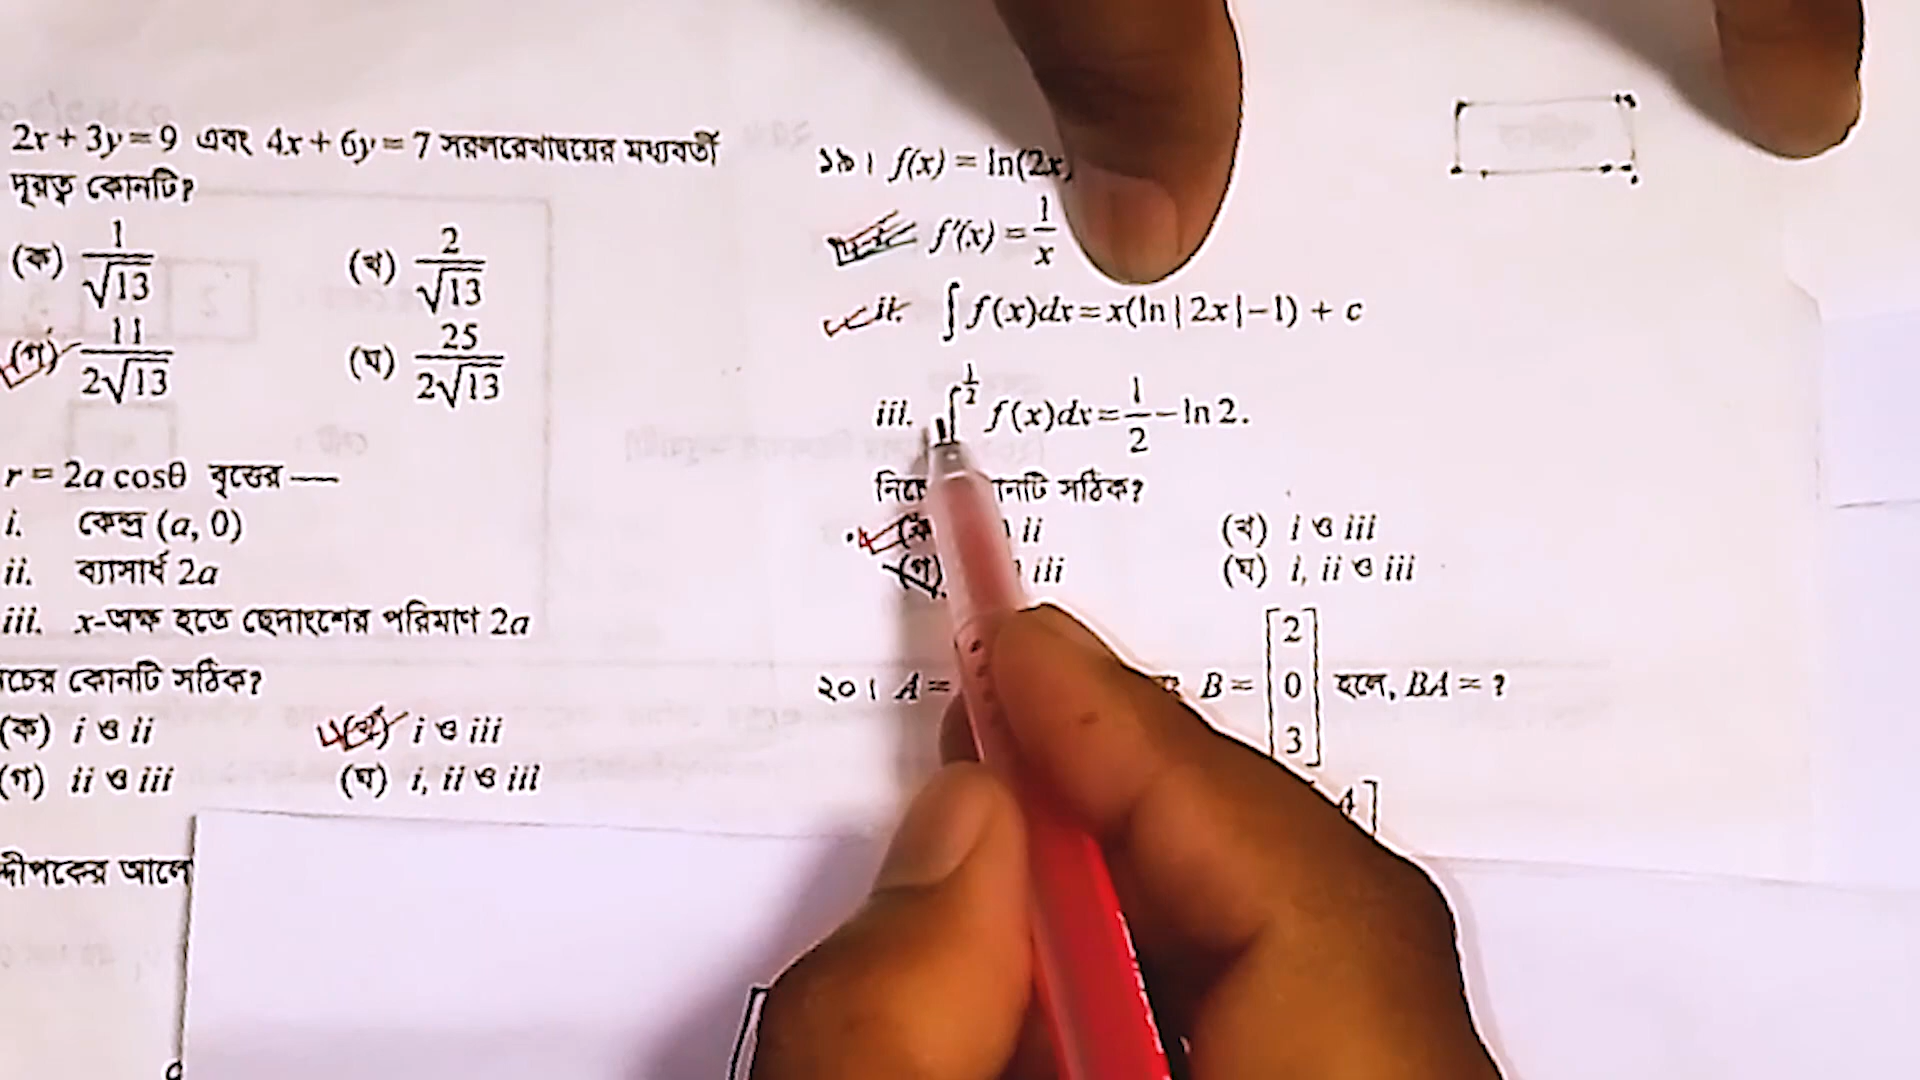 2x + 3y = 9 এবং 4x + 6y = 7 সরলরেখাদ্বয়ের মধ্যবর্তী
দূরত্ব কোনটি?
(ক) 1/√13 (খ) 2/√13
(গ) 11/2√13 (ঘ) 25/2√13
r = 2a cosθ বৃত্তের —
i. কেন্দ্র (a, 0)
ii. ব্যাসার্ধ 2a
iii. x-অক্ষ হতে ছেদাংশের পরিমাণ 2a
কোনটি সঠিক?
(ক) i ও ii (খ) i ও iii
(গ) ii ও iii (ঘ) i, ii ও iii
১৯। f(x) = ln(2x)
f'(x) = 1/x
ii. ∫ f(x)dx = x(ln|2x|−1) + c
iii. ∫^(1/2) f(x)dx = 1/2 − ln 2.
সঠিক?
(ক) ii (খ) i ও iii
(গ) iii (ঘ) i, ii ও iii
২০। A = B = [2 0 3] হলে, BA = ?